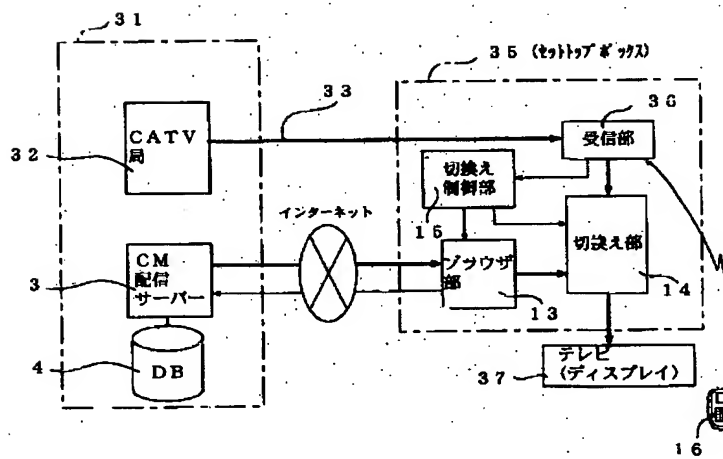 31
35 (セットトップボックス)
33
36
CATV
局
32
受信部
切換え
制御部
15
インターネット
切換え部
14
CM
配信
サーバー
3
ブラウザ
部
13
4
DB
テレビ
(ディスプレイ)
37
16